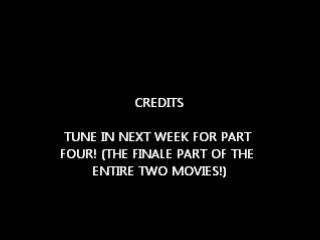 CREDITS
TUNE IN NEXT WEEK FOR PART
FOUR! (THE FINALE PART OF THE
ENTIRE TWO MOVIES!)